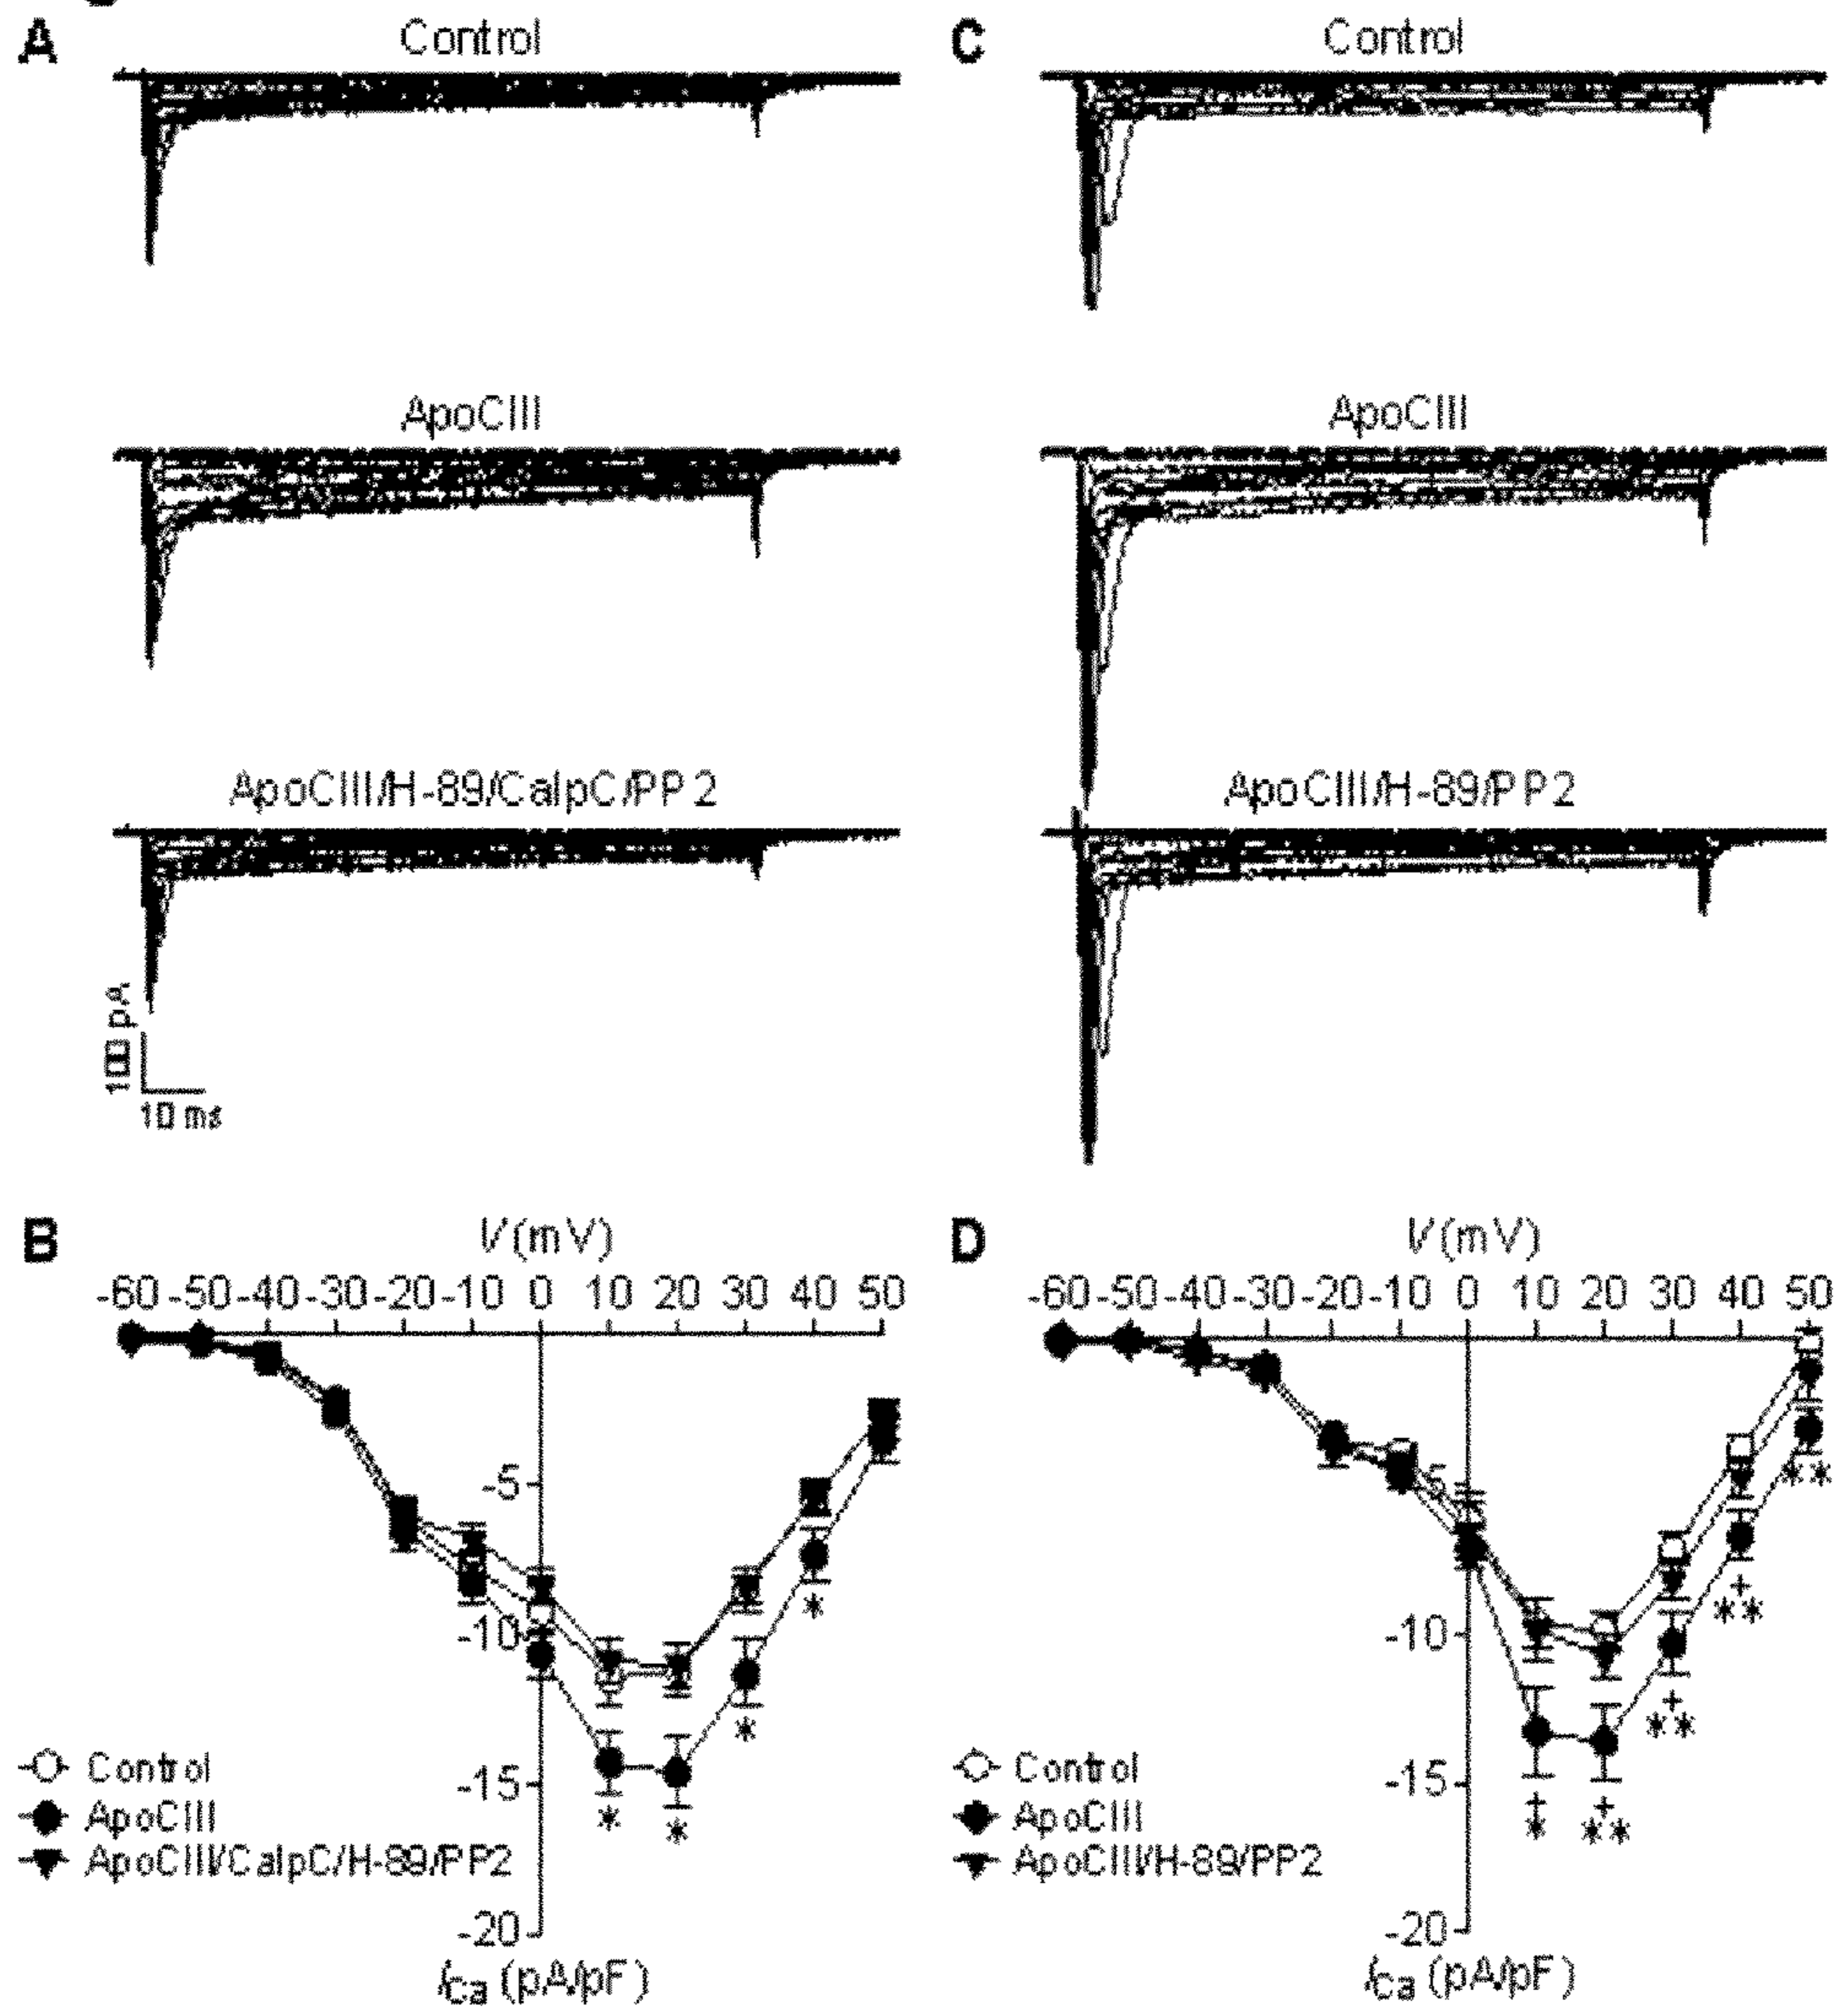 A
Control
ApoCIII
ApoCIII/H-89/CalpC/PP2
100 pA
10 ms
C
Control
ApoCIII
ApoCIII/H-89/PP2
B
V (mV)
-60 -50 -40 -30 -20 -10 0 10 20 30 40 50
-5
-10
-15
-20
* * * *
Control
ApoCIII
ApoCIII/CalpC/H-89/PP2
ICa (pA/pF)
D
V (mV)
-60 -50 -40 -30 -20 -10 0 10 20 30 40 50
-5
-10
-15
-20
+ + + +
* ** ** ** **
Control
ApoCIII
ApoCIII/H-89/PP2
ICa (pA/pF)